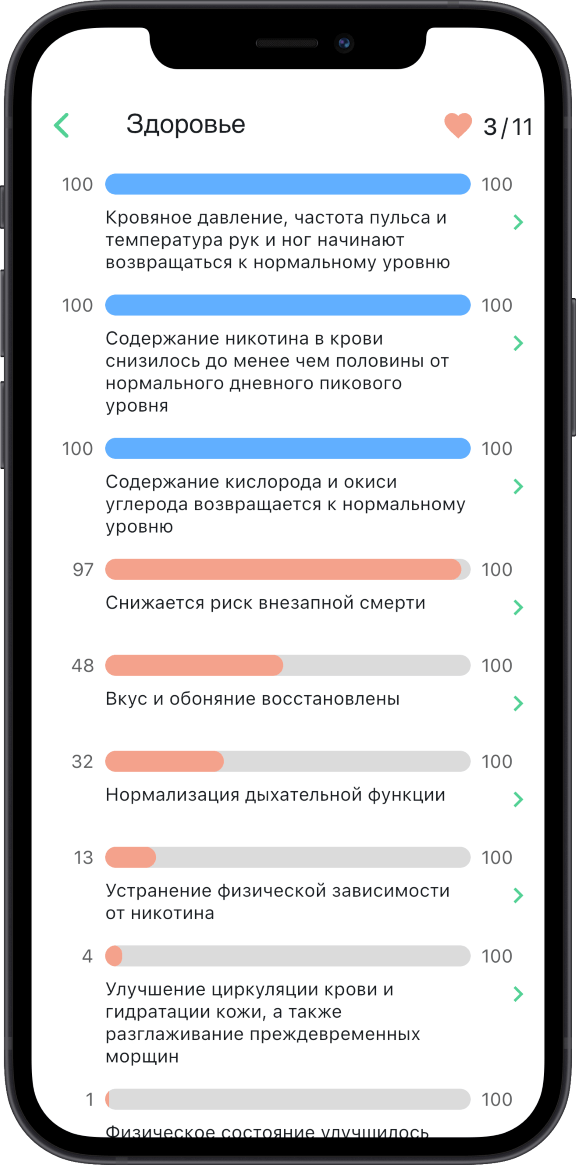 Здоровье 3/11
100 100
Кровяное давление, частота пульса и
температура рук и ног начинают
возвращаться к нормальному уровню
100 100
Содержание никотина в крови
снизилось до менее чем половины от
нормального дневного пикового
уровня
100 100
Содержание кислорода и окиси
углерода возвращается к нормальному
уровню
97 100
Снижается риск внезапной смерти
48 100
Вкус и обоняние восстановлены
32 100
Нормализация дыхательной функции
13 100
Устранение физической зависимости
от никотина
4 100
Улучшение циркуляции крови и
гидратации кожи, а также
разглаживание преждевременных
морщин
1 100
Физическое состояние улучшилось